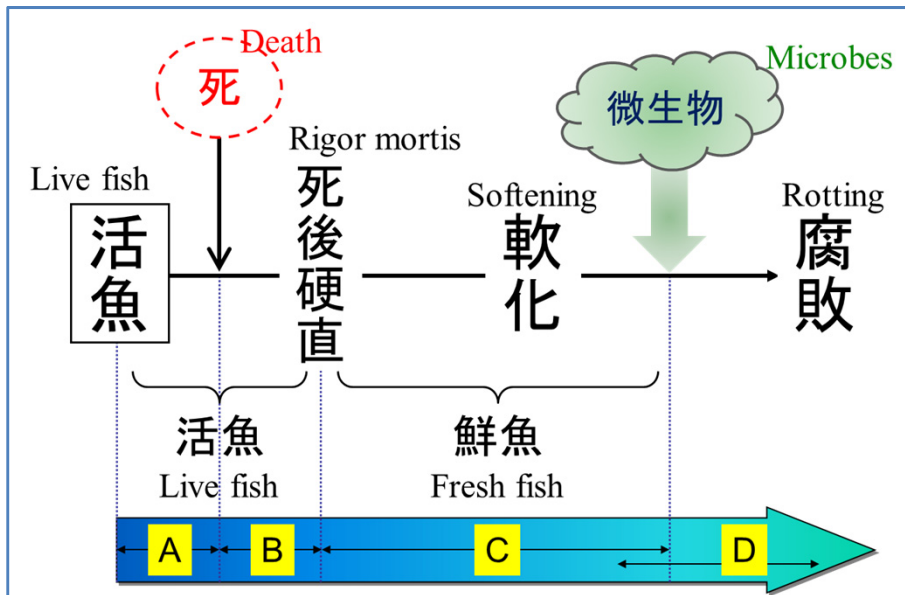 Death
死
Microbes
微生物
Live fish
活魚
Rigor mortis
死後硬直
Softening
軟化
Rotting
腐敗
活魚
Live fish
鮮魚
Fresh fish
A
B
C
D